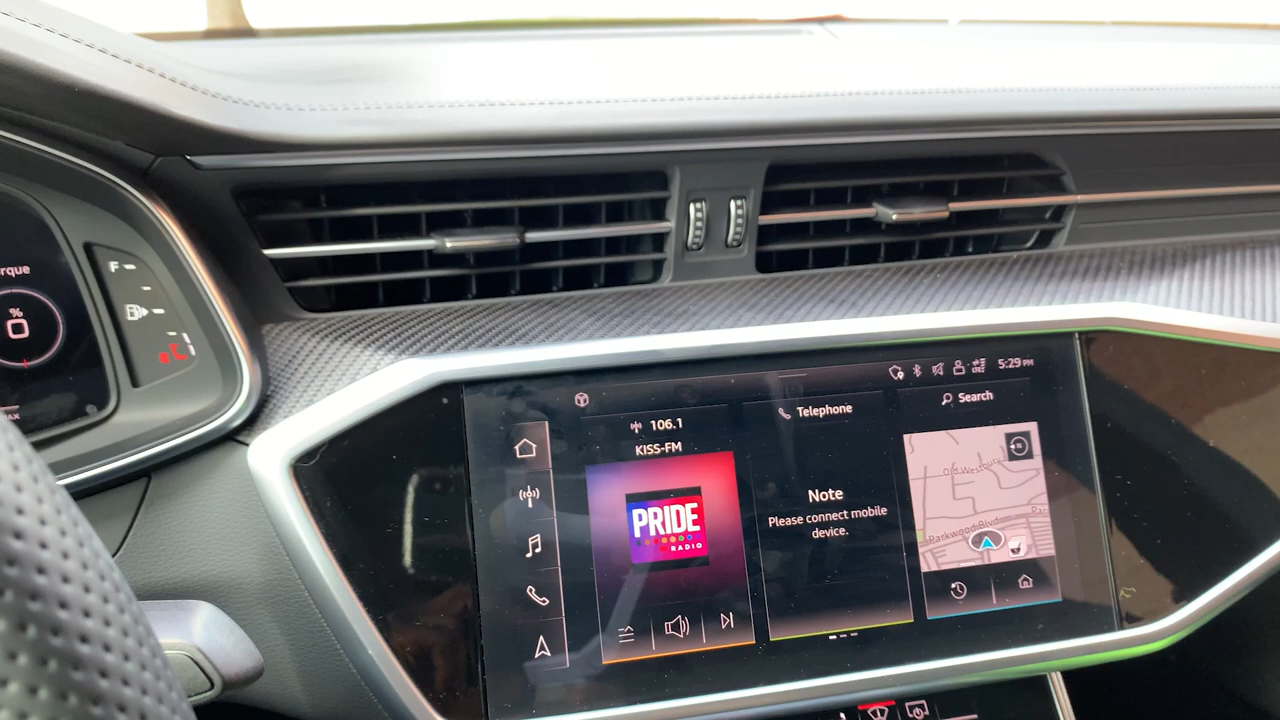 orque
%
F
5:29 PM
106.1
KISS-FM
PRIDE
RADIO
Telephone
Note
Please connect mobile
device.
Search
Old Westbury
Parkwood Blvd
Par